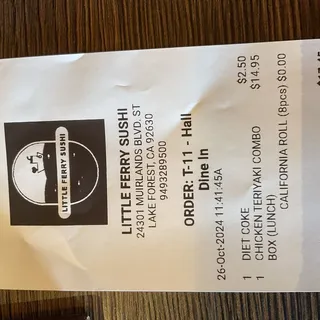 LITTLE FERRY SUSHI
LITTLE FERRY SUSHI
24301 MUIRLANDS BLVD. ST
LAKE FOREST, CA 92630
9493289500
ORDER: T-11 - Hall
Dine In
26-Oct-2024 11:41:45A
1 DIET COKE $2.50
1 CHICKEN TERIYAKI COMBO $14.95
BOX (LUNCH)
CALIFORNIA ROLL (8pcs) $0.00